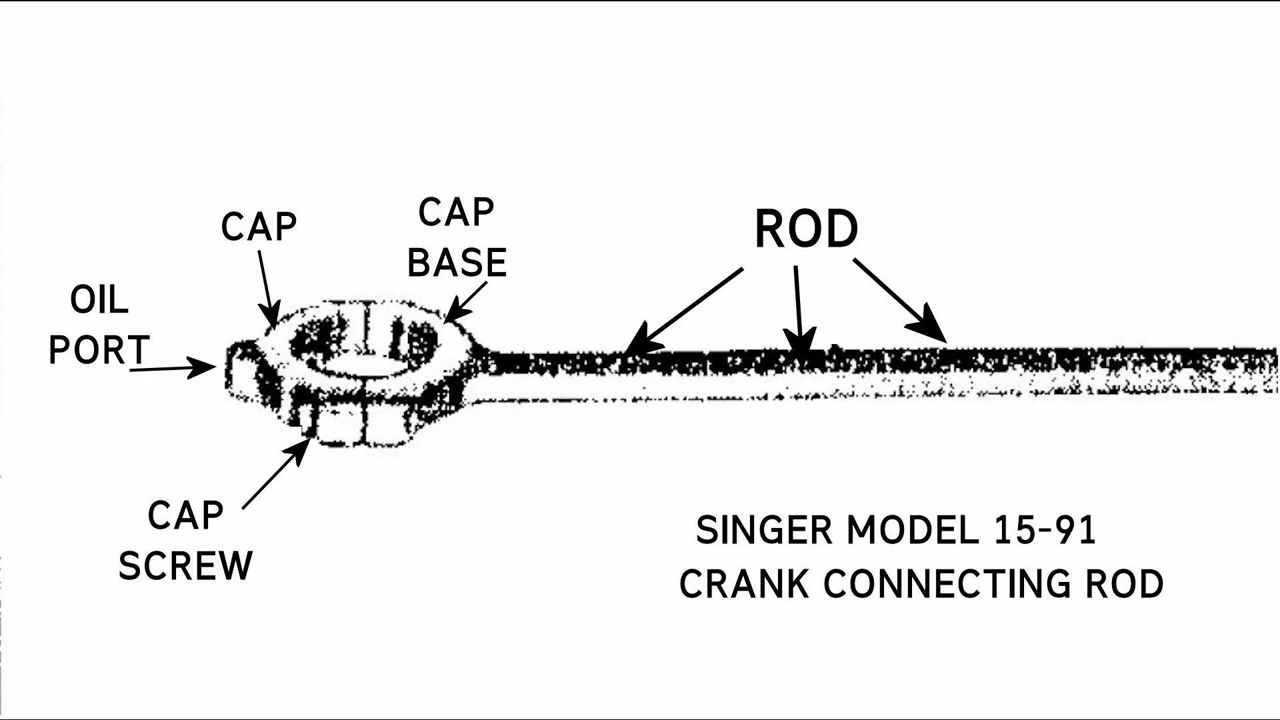 CAP
CAP
BASE
ROD
OIL
PORT
CAP
SCREW
SINGER MODEL 15-91
CRANK CONNECTING ROD